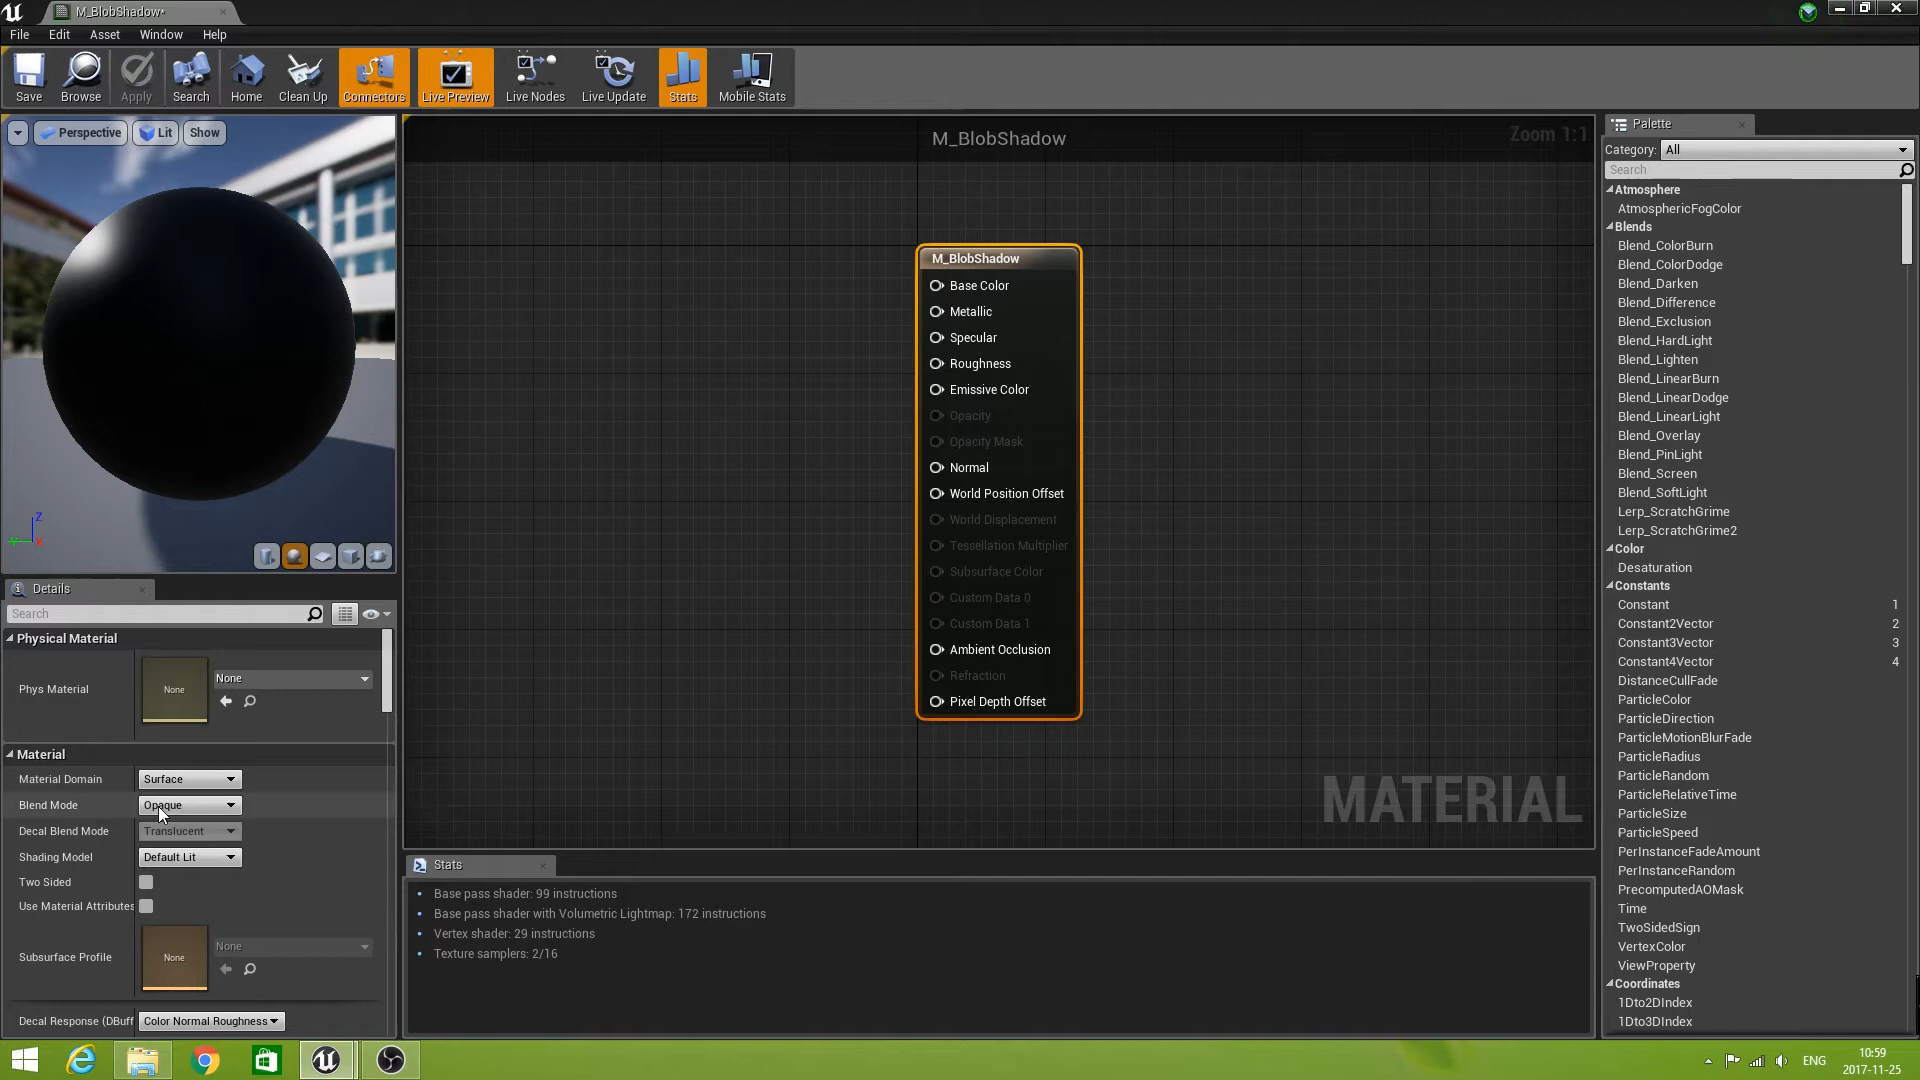 M_BlobShadow*
File Edit Asset Window Help
Save Browse Apply Search Home Clean Up Connectors Live Preview Live Nodes Live Update Stats Mobile Stats
Perspective Lit Show
M_BlobShadow
Zoom 1:1
M_BlobShadow
Base Color
Metallic
Specular
Roughness
Emissive Color
Opacity
Opacity Mask
Normal
World Position Offset
World Displacement
Tessellation Multiplier
Subsurface Color
Custom Data 0
Custom Data 1
Ambient Occlusion
Refraction
Pixel Depth Offset
MATERIAL
Z
Y X
Details
Search
Physical Material
Phys Material
None
None
Material
Material Domain Surface
Blend Mode Opaque
Decal Blend Mode Translucent
Shading Model Default Lit
Two Sided
Use Material Attributes
Subsurface Profile
None
None
Decal Response (DBuff Color Normal Roughness
Stats
• Base pass shader: 99 instructions
• Base pass shader with Volumetric Lightmap: 172 instructions
• Vertex shader: 29 instructions
• Texture samplers: 2/16
Palette
Category: All
Search
Atmosphere
AtmosphericFogColor
Blends
Blend_ColorBurn
Blend_ColorDodge
Blend_Darken
Blend_Difference
Blend_Exclusion
Blend_HardLight
Blend_Lighten
Blend_LinearBurn
Blend_LinearDodge
Blend_LinearLight
Blend_Overlay
Blend_PinLight
Blend_Screen
Blend_SoftLight
Lerp_ScratchGrime
Lerp_ScratchGrime2
Color
Desaturation
Constants
Constant 1
Constant2Vector 2
Constant3Vector 3
Constant4Vector 4
DistanceCullFade
ParticleColor
ParticleDirection
ParticleMotionBlurFade
ParticleRadius
ParticleRandom
ParticleRelativeTime
ParticleSize
ParticleSpeed
PerInstanceFadeAmount
PerInstanceRandom
PrecomputedAOMask
Time
TwoSidedSign
VertexColor
ViewProperty
Coordinates
1Dto2DIndex
1Dto3DIndex
ENG
10:59
2017-11-25